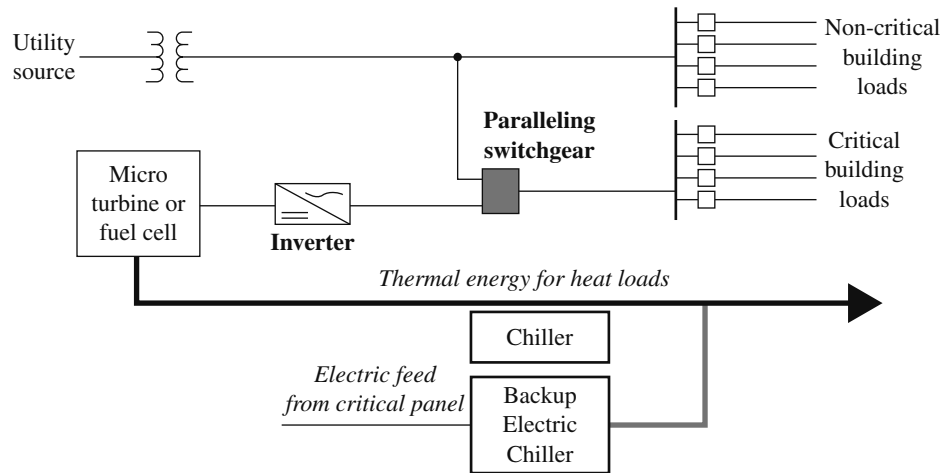 Utility
source
Non-critical
building
loads
Paralleling
switchgear
Critical
building
loads
Micro
turbine or
fuel cell
Inverter
Thermal energy for heat loads
Chiller
Electric feed
from critical panel
Backup
Electric
Chiller